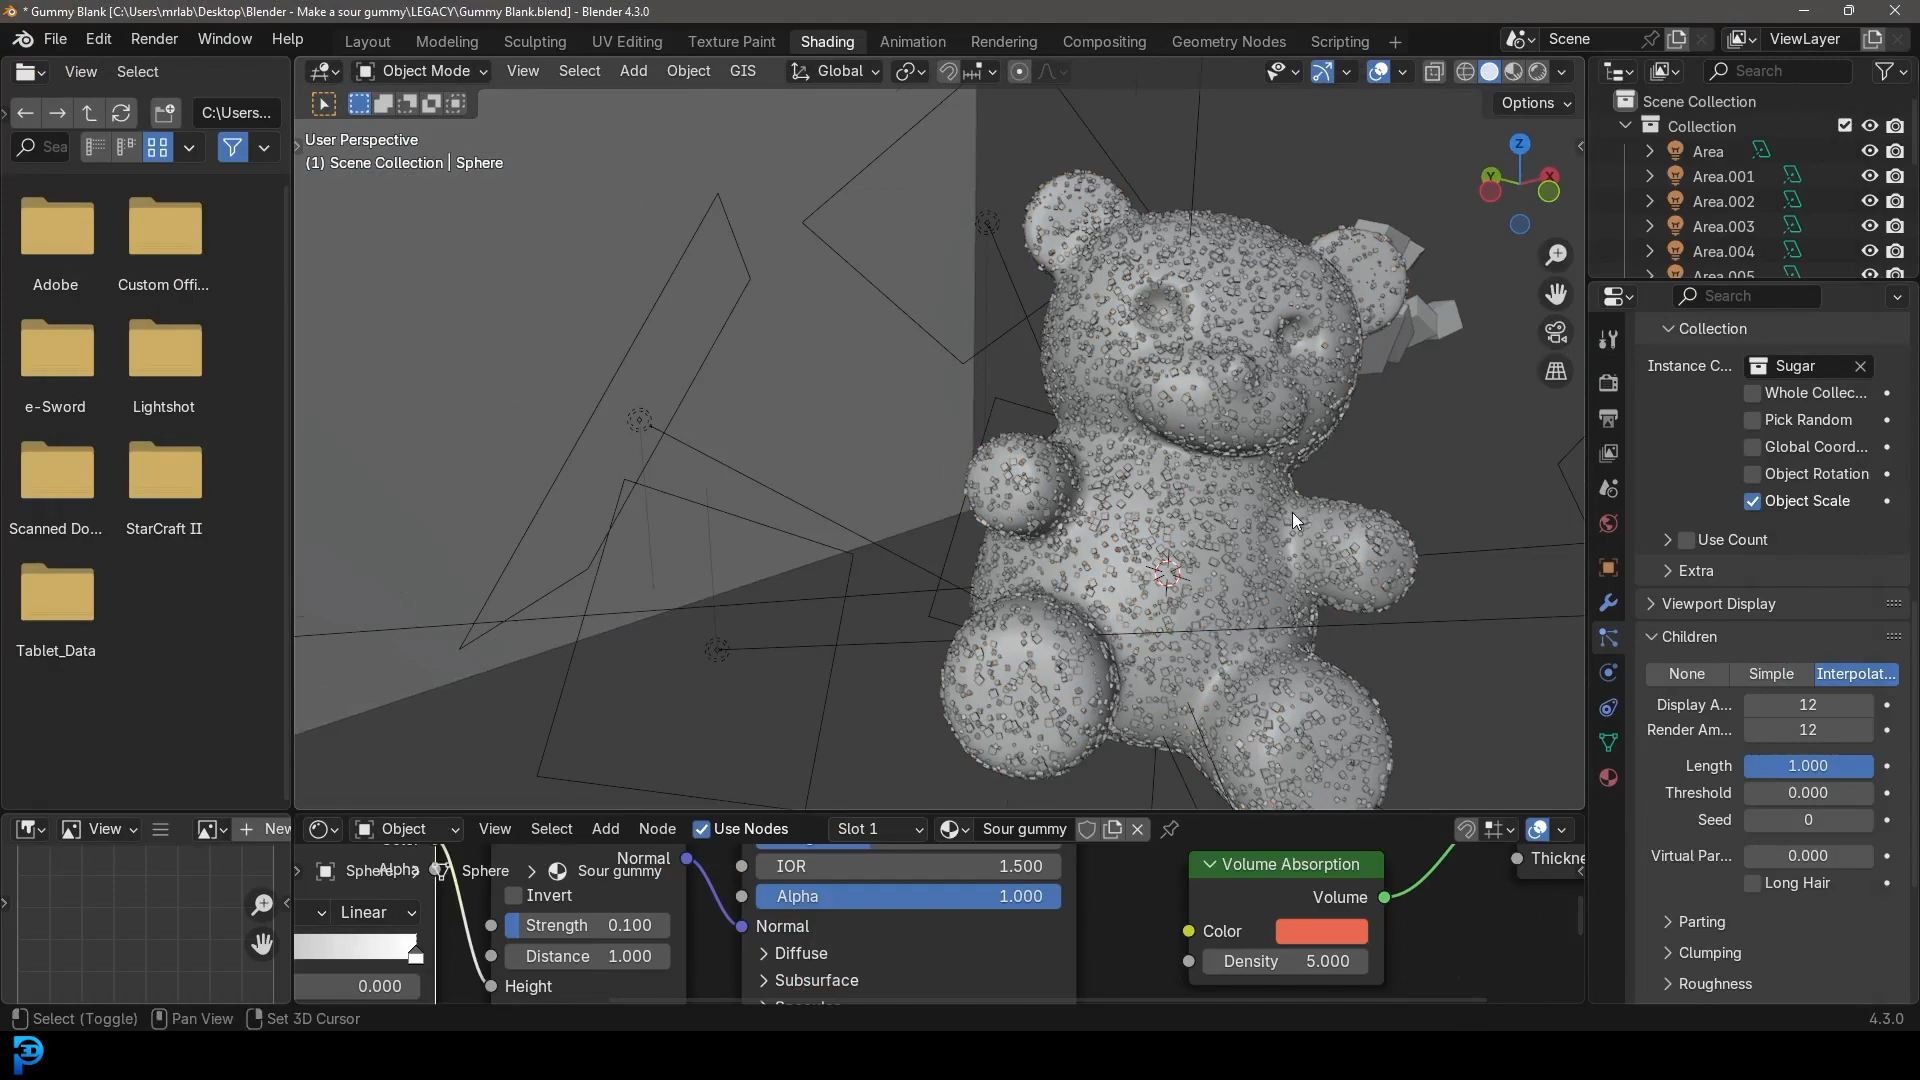 * Gummy Blank [C:\Users\mrlab\Desktop\Blender - Make a sour gummy\LEGACY\Gummy Blank.blend] - Blender 4.3.0
File Edit Render Window Help
Layout Modeling Sculpting UV Editing Texture Paint Shading Animation Rendering Compositing Geometry Nodes Scripting +
Scene
ViewLayer
View Select
C:\Users...
Sea
Adobe
Custom Offi...
e-Sword
Lightshot
Scanned Do...
StarCraft II
Tablet_Data
Object Mode View Select Add Object GIS Global
Options
User Perspective
(1) Scene Collection | Sphere
Z
Y
X
Search
Scene Collection
Collection
Area
Area.001
Area.002
Area.003
Area.004
Area.005
Search
Collection
Instance C... Sugar
Whole Collec...
Pick Random
Global Coord...
Object Rotation
Object Scale
Use Count
Extra
Viewport Display
Children
None Simple Interpolat...
Display A... 12
Render Am... 12
Length 1.000
Threshold 0.000
Seed 0
Virtual Par... 0.000
Long Hair
Parting
Clumping
Roughness
View
+ New
Object View Select Add Node Use Nodes Slot 1 Sour gummy
Sphere Sphere Sour gummy
Alpha
Linear
0.000
Normal
Invert
Strength 0.100
Distance 1.000
Height
IOR 1.500
Alpha 1.000
Normal
Diffuse
Subsurface
Volume Absorption
Volume
Color
Density 5.000
Thickne
Select (Toggle) Pan View Set 3D Cursor
4.3.0